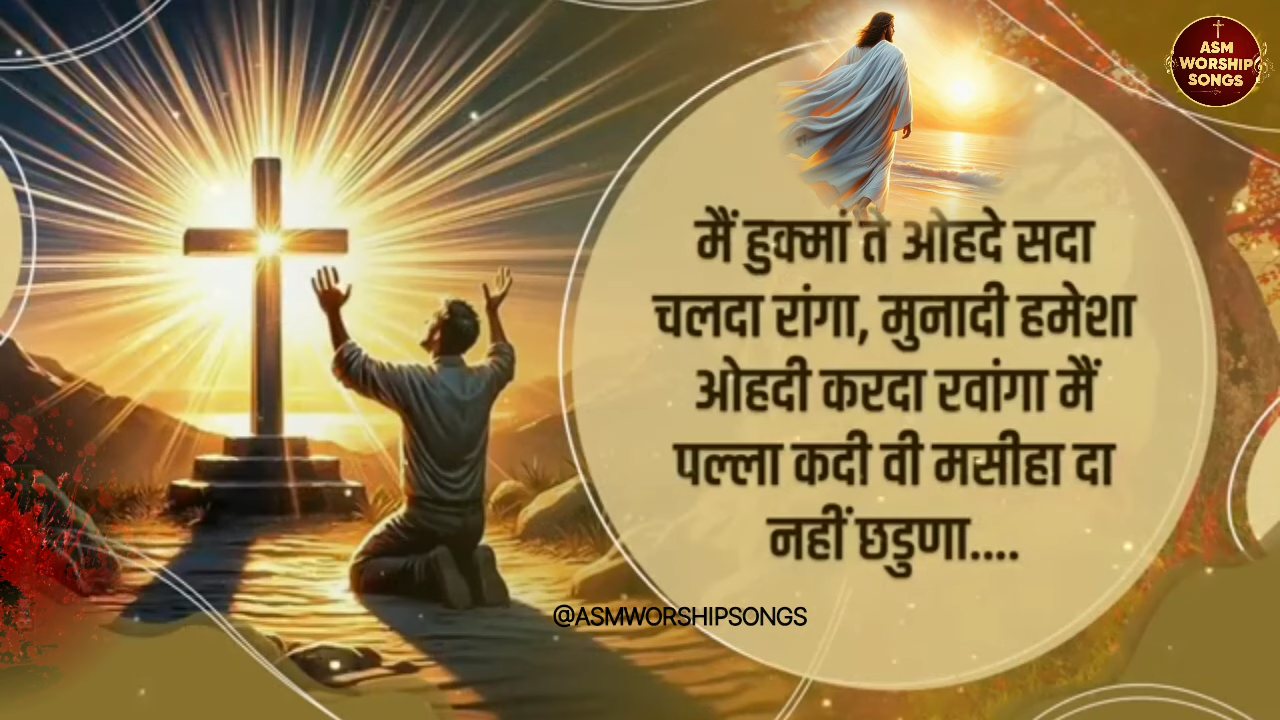 ASM
WORSHIP
SONGS
मैं हुक्मां ते ओहदे सदा
चलदा रांगा, मुनादी हमेशा
ओहदी करदा रवांगा मैं
पल्ला कदी वी मसीहा दा
नहीं छडुणा....
@ASMWORSHIPSONGS